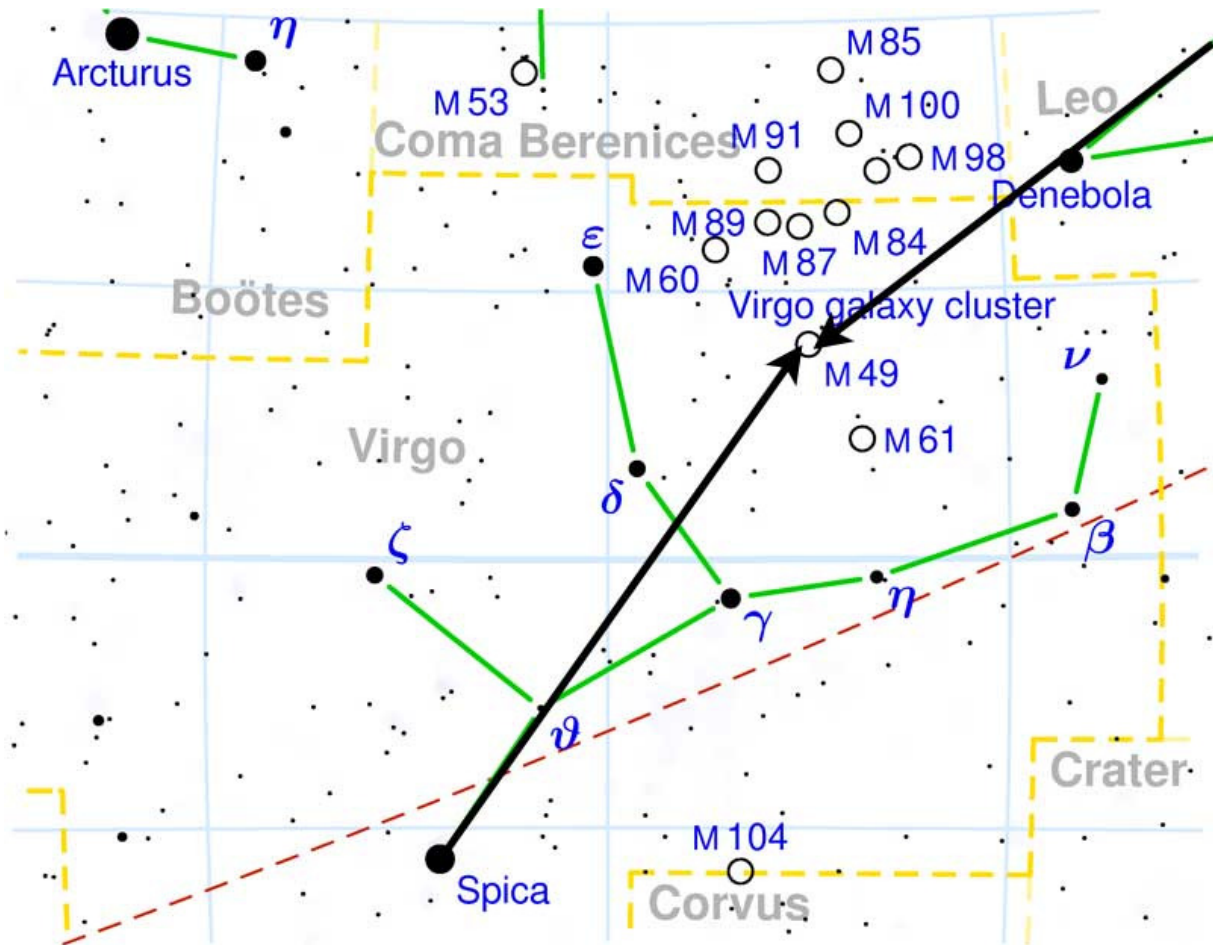 η
Arcturus
M 85
M 53
M 100
Leo
Coma Berenices
M 91
M 98
Denebola
M 89
ε
M 84
M 60
M 87
Boötes
Virgo galaxy cluster
ν
M 49
Virgo
M 61
δ
ζ
β
η
γ
ϑ
Crater
M 104
Spica
Corvus